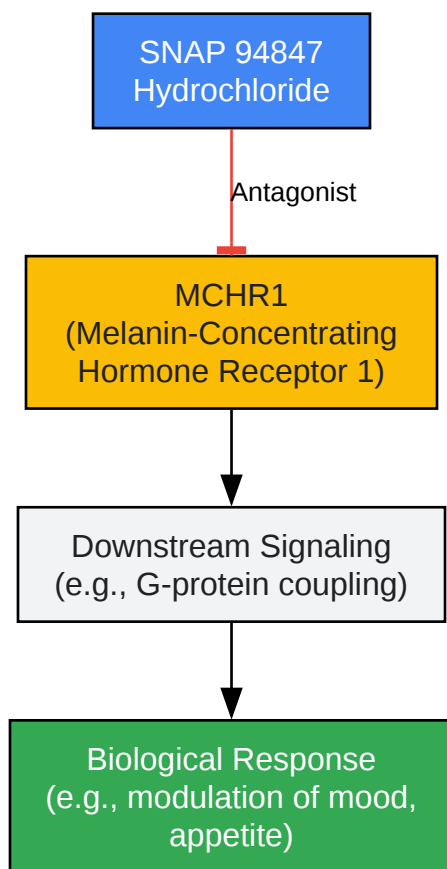 SNAP 94847
Hydrochloride
Antagonist
MCHR1
(Melanin-Concentrating
Hormone Receptor 1)
Downstream Signaling
(e.g., G-protein coupling)
Biological Response
(e.g., modulation of mood,
appetite)